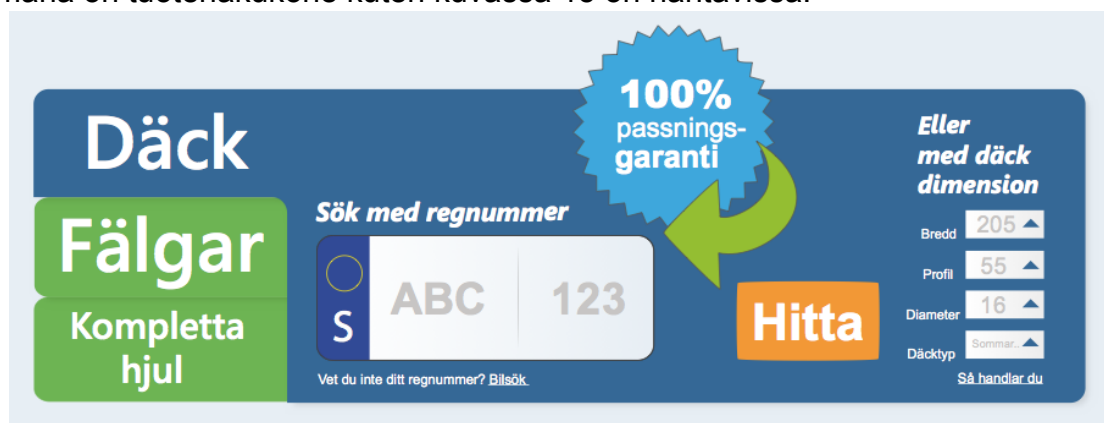 Däck
Fälgar
Kompletta
hjul
100%
passnings-
garanti
Sök med regnummer
S
ABC 123
Vet du inte ditt regnummer? Bilsök
Hitta
Eller
med däck
dimension
Bredd 205
Profil 55
Diameter 16
Däcktyp Sommar..
Så handlar du